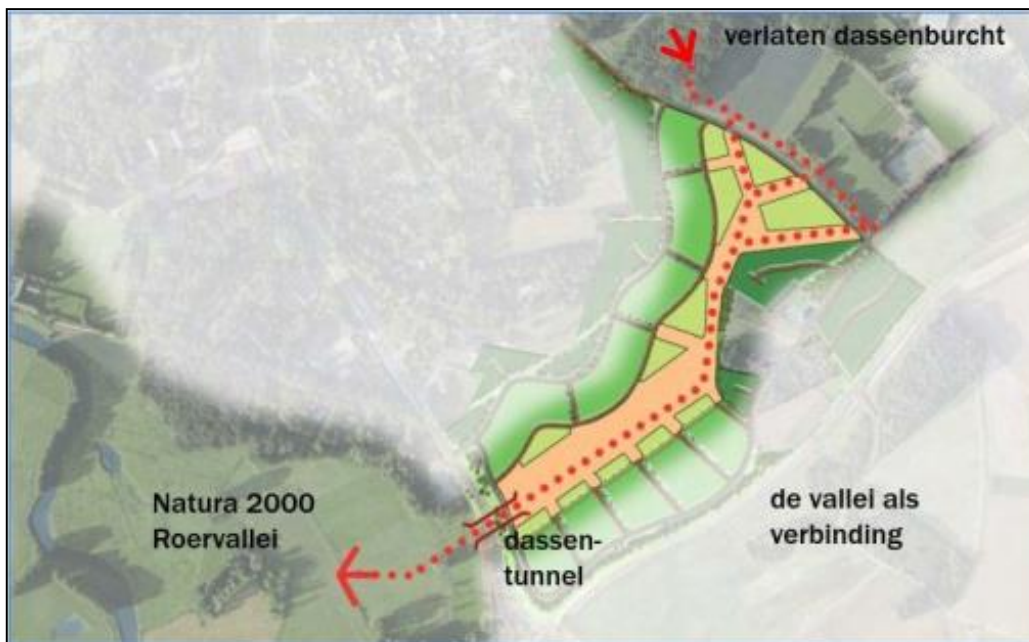 verlaten dassenburcht
Natura 2000
Roervallei
dassen-
tunnel
de vallei als
verbinding